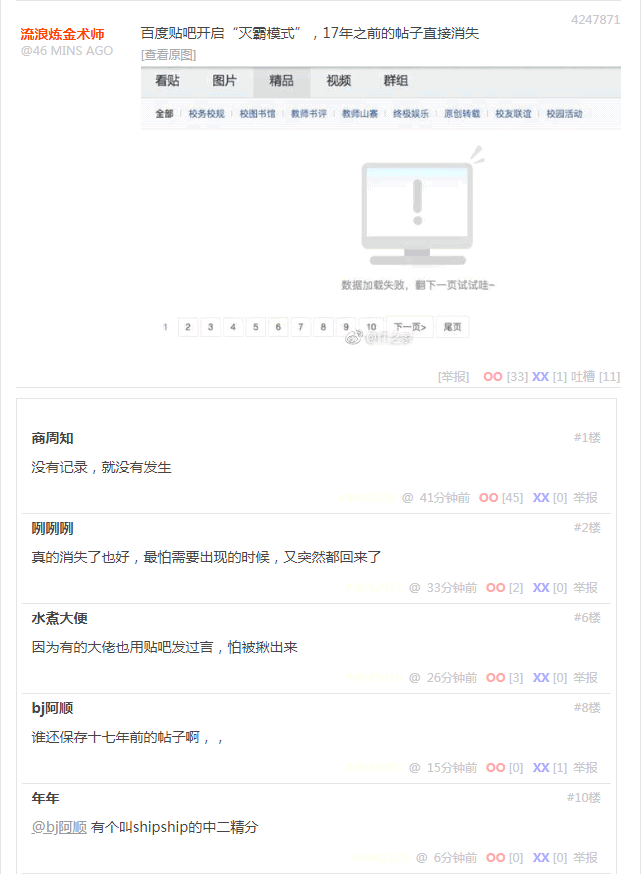 4247871
流浪炼金术师
@46 MINS AGO
百度贴吧开启“灭霸模式”，17年之前的帖子直接消失
[查看原图]
看贴 图片 精品 视频 群组
全部 校务校规 校图书馆 教师书评 教师山寨 终极娱乐 原创转载 校友联谊 校园活动
数据加载失败，翻下一页试试哇~
1 2 3 4 5 6 7 8 9 10 下一页> 尾页
[举报] OO [33] XX [1] 吐槽 [11]
商周知 #1楼
没有记录，就没有发生
@ 41分钟前 OO [45] XX [0] 举报
咧咧咧 #2楼
真的消失了也好，最怕需要出现的时候，又突然都回来了
@ 33分钟前 OO [2] XX [0] 举报
水煮大便 #6楼
因为有的大佬也用贴吧发过言，怕被揪出来
@ 26分钟前 OO [3] XX [0] 举报
bj阿顺 #8楼
谁还保存十七年前的帖子啊，，
@ 15分钟前 OO [0] XX [1] 举报
年年 #10楼
@bj阿顺 有个叫shipship的中二精分
@ 6分钟前 OO [0] XX [0] 举报